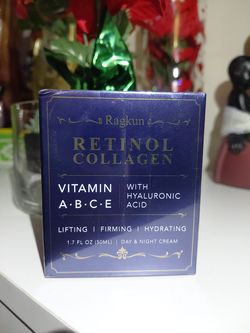 Ragkun
RETINOL
COLLAGEN
VITAMIN
A·B·C·E
WITH
HYALURONIC
ACID
LIFTING | FIRMING | HYDRATING
1.7 FL OZ (50ML) | DAY & NIGHT CREAM